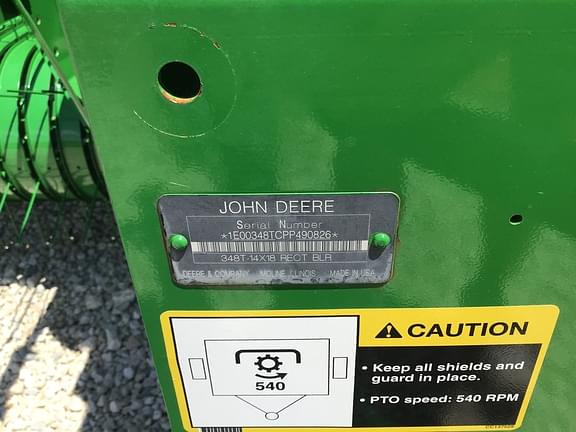 JOHN DEERE
Serial Number
*1E00348TCPP490826*
348T-14X18 RECT BLR
DEERE & COMPANY MOLINE ILLINOIS MADE IN USA
CAUTION
540
• Keep all shields and
guard in place.
• PTO speed: 540 RPM